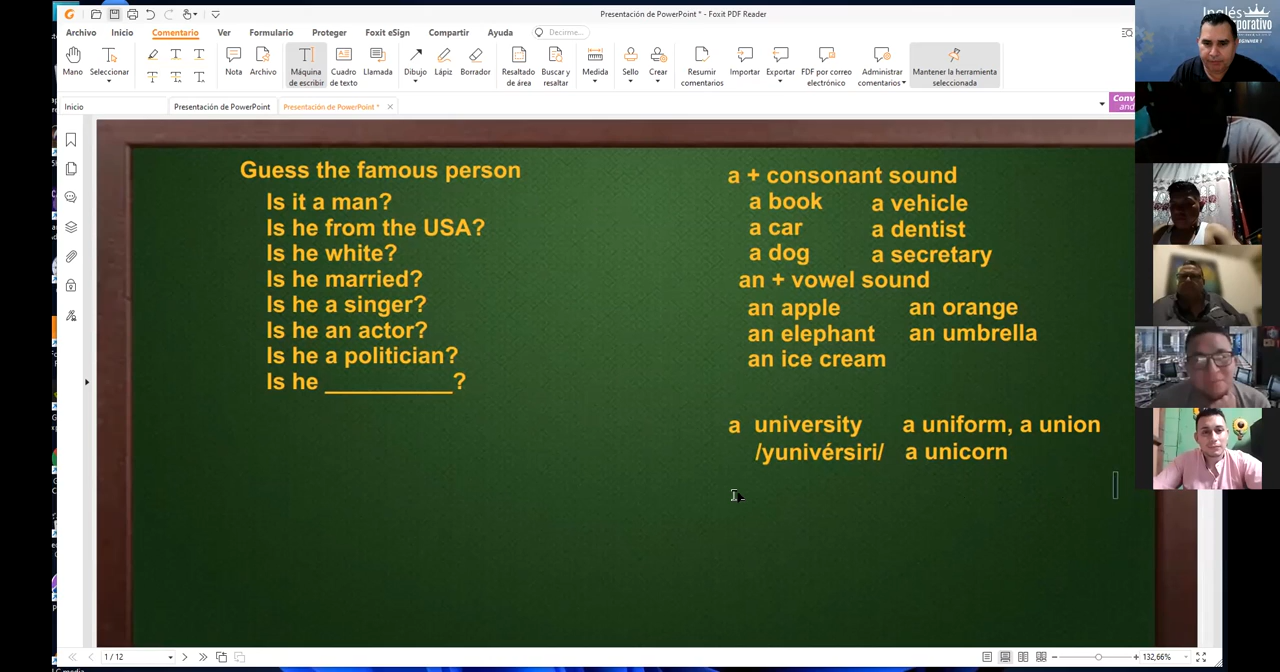 Presentación de PowerPoint * - Foxit PDF Reader
Inglés
Archivo Inicio Comentario Ver Formulario Proteger Foxit eSign Compartir Ayuda Decirme...
Mano
Seleccionar
Nota
Archivo
Máquina de escribir
Cuadro de texto
Llamada
Dibujo
Lápiz
Borrador
Resaltado de área
Buscar y resaltar
Medida
Sello
Crear
Resumir comentarios
Importar
Exportar
FDF por correo electrónico
Administrar comentarios
Mantener la herramienta seleccionada
Inicio
Presentación de PowerPoint
Presentación de PowerPoint *
Guess the famous person
Is it a man?
Is he from the USA?
Is he white?
Is he married?
Is he a singer?
Is he an actor?
Is he a politician?
Is he __________?
a + consonant sound
a book a vehicle
a car a dentist
a dog a secretary
an + vowel sound
an apple an orange
an elephant an umbrella
an ice cream
a university a uniform, a union
/yunivérsiri/ a unicorn
1 / 12
132,66%